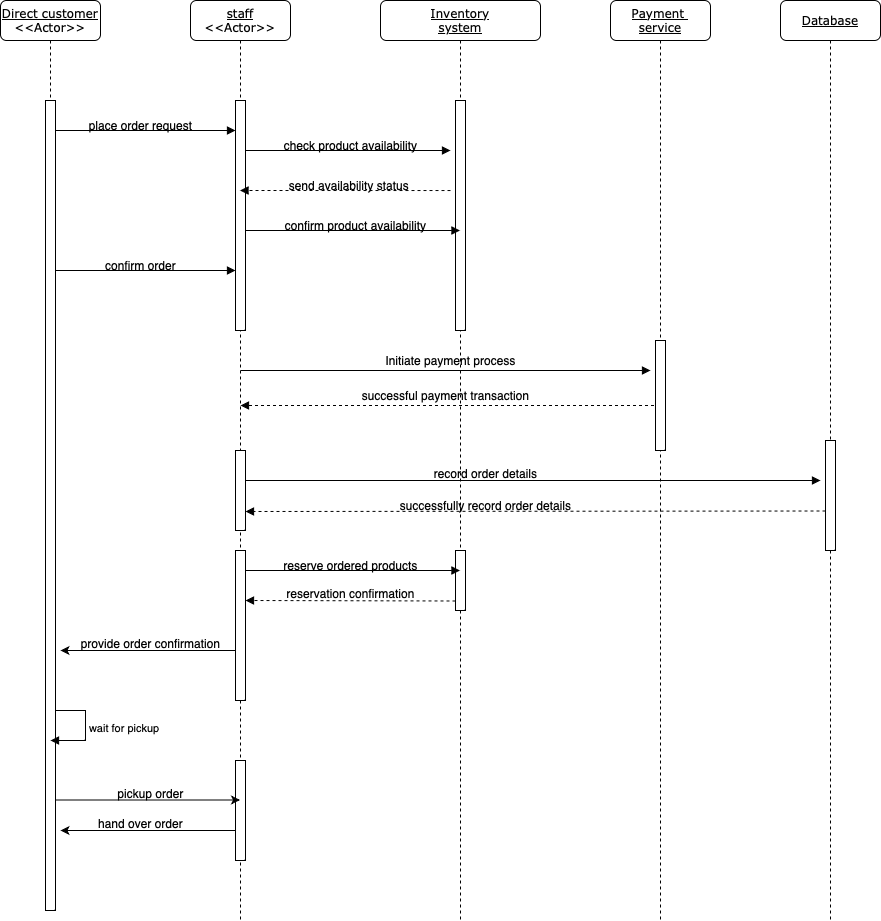 Direct customer
<<Actor>>
staff
<<Actor>>
Inventory
system
Payment
service
Database
place order request
check product availability
send availability status
confirm product availability
confirm order
Initiate payment process
successful payment transaction
record order details
successfully record order details
reserve ordered products
reservation confirmation
provide order confirmation
wait for pickup
pickup order
hand over order